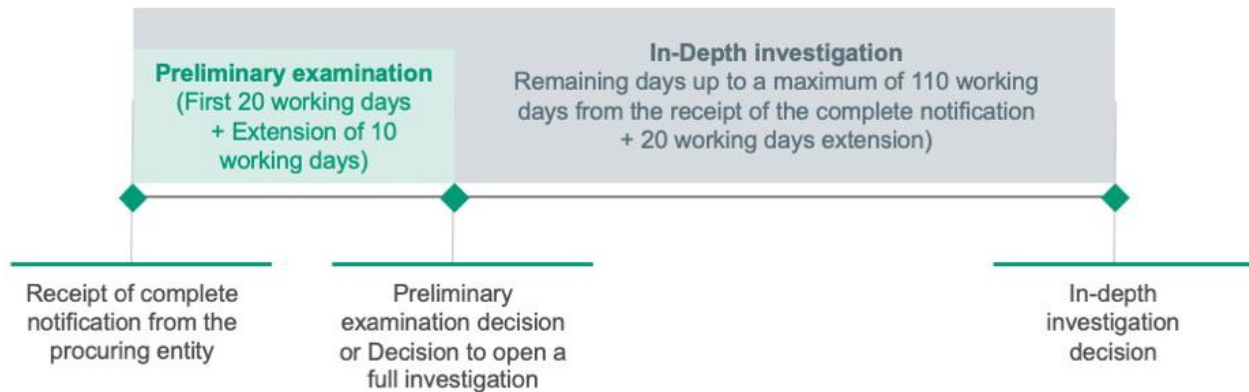 Preliminary examination
(First 20 working days
+ Extension of 10
working days)
In-Depth investigation
Remaining days up to a maximum of 110 working
days from the receipt of the complete notification
+ 20 working days extension)
Receipt of complete
notification from the
procuring entity
Preliminary
examination decision
or Decision to open a
full investigation
In-depth
investigation
decision